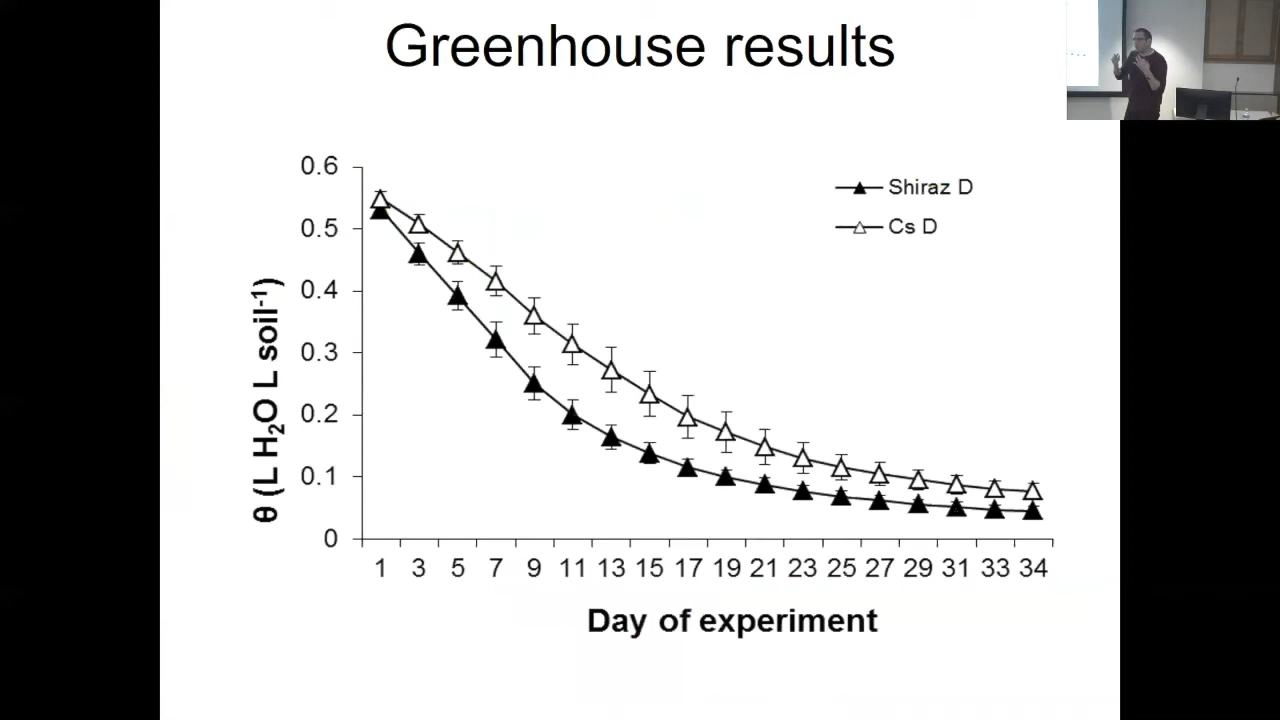 Greenhouse results
Shiraz D
Cs D
0.6
0.5
0.4
0.3
0.2
0.1
0
θ (L H₂O L soil⁻¹)
1 3 5 7 9 11 13 15 17 19 21 23 25 27 29 31 33 34
Day of experiment